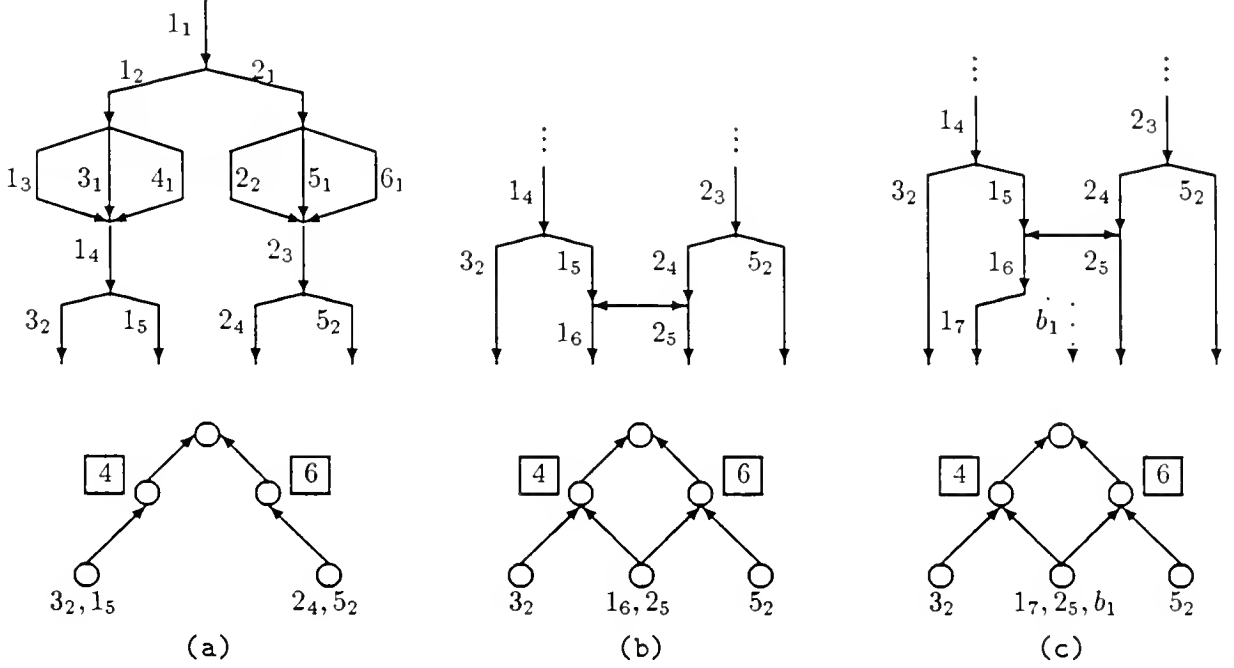 1₁
1₂ 2₁
1₃ 3₁ 4₁ 2₂ 5₁ 6₁
1₄ 2₃
3₂ 1₅ 2₄ 5₂
4 6
3₂, 1₅ 2₄, 5₂
(a)
1₄ 2₃
3₂ 1₅ 2₄ 5₂
1₆ 2₅
4 6
3₂ 1₆, 2₅ 5₂
(b)
1₄ 2₃
3₂ 1₅ 2₄ 5₂
1₆ 2₅
1₇ b₁
4 6
3₂ 1₇, 2₅, b₁ 5₂
(c)